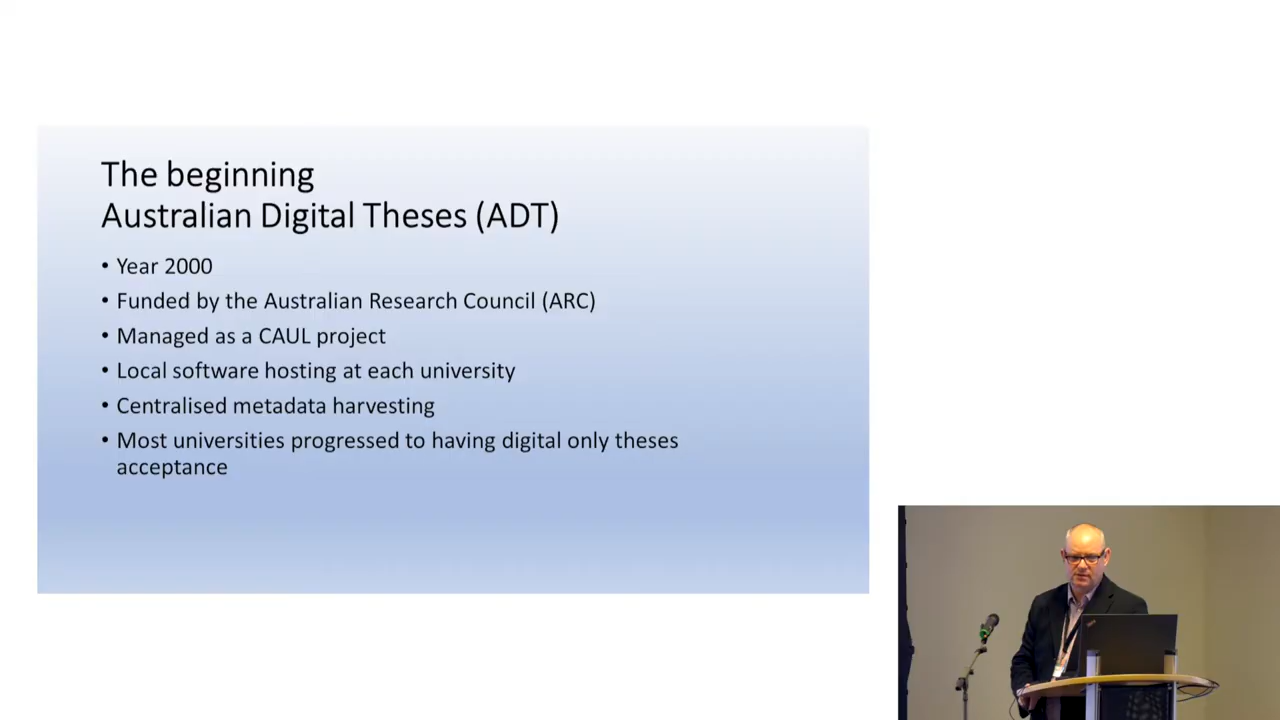 The beginning
Australian Digital Theses (ADT)
• Year 2000
• Funded by the Australian Research Council (ARC)
• Managed as a CAUL project
• Local software hosting at each university
• Centralised metadata harvesting
• Most universities progressed to having digital only theses
acceptance